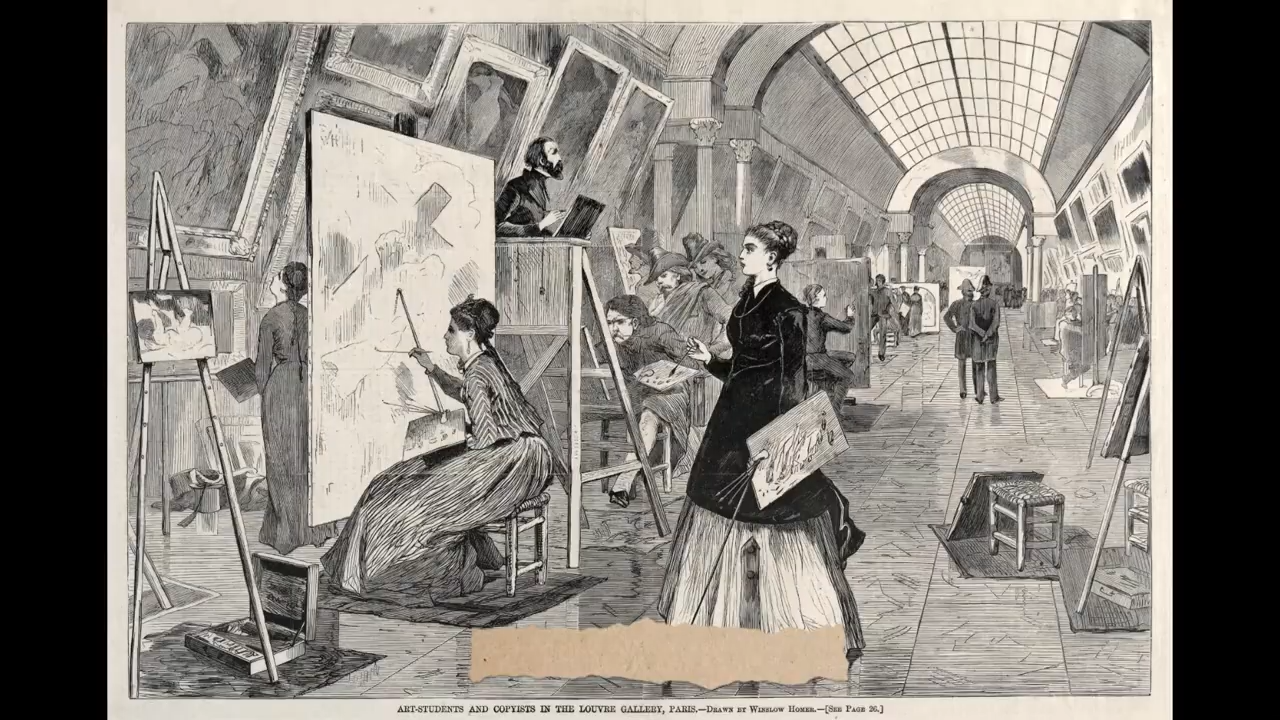 ART-STUDENTS AND COPYISTS IN THE LOUVRE GALLERY, PARIS.—Drawn by Winslow Homer.—[See Page 26.]